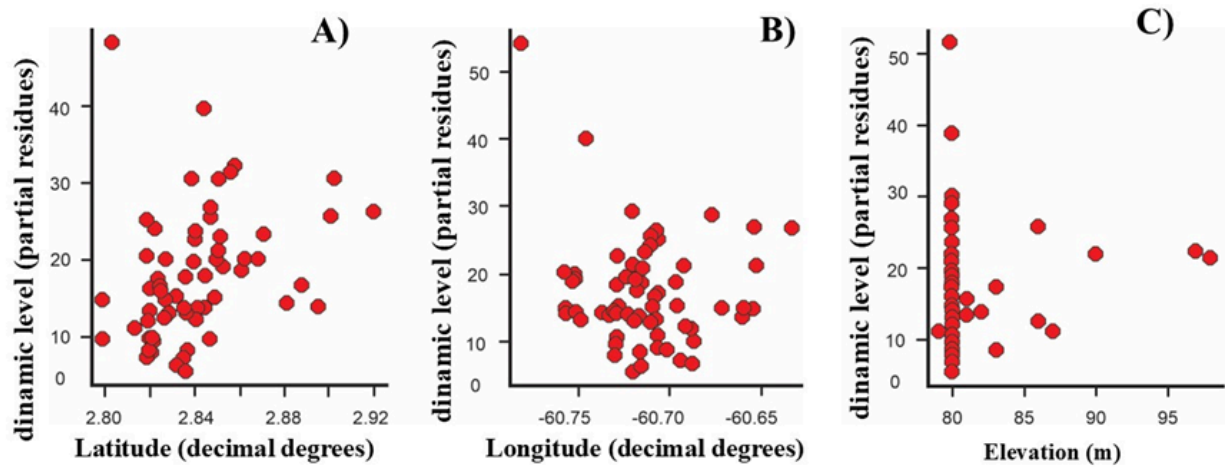 A)
dinamic level (partial residues)
40
30
20
10
0
2.80 2.84 2.88 2.92
Latitude (decimal degrees)
B)
dinamic level (partial residues)
50
40
30
20
10
0
-60.75 -60.70 -60.65
Longitude (decimal degrees)
C)
dinamic level (partial residues)
50
40
30
20
10
0
80 85 90 95
Elevation (m)